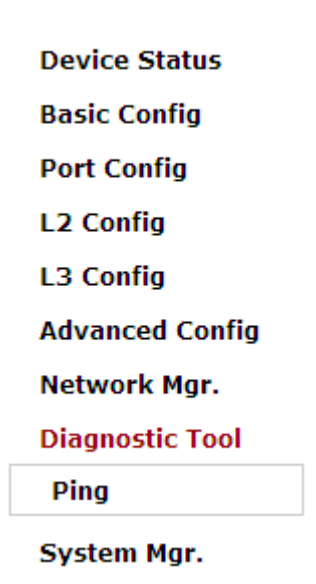 Device Status
Basic Config
Port Config
L2 Config
L3 Config
Advanced Config
Network Mgr.
Diagnostic Tool
Ping
System Mgr.